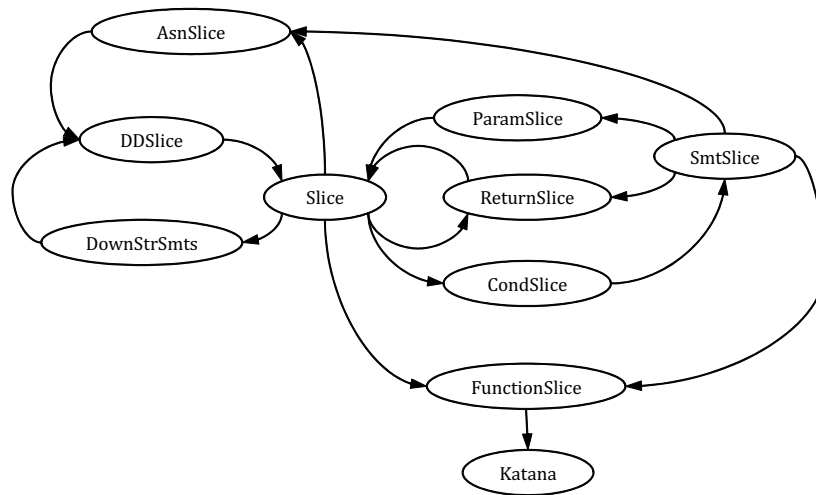 AsnSlice
ParamSlice
DDSlice
SmtSlice
Slice
ReturnSlice
DownStrSmts
CondSlice
FunctionSlice
Katana